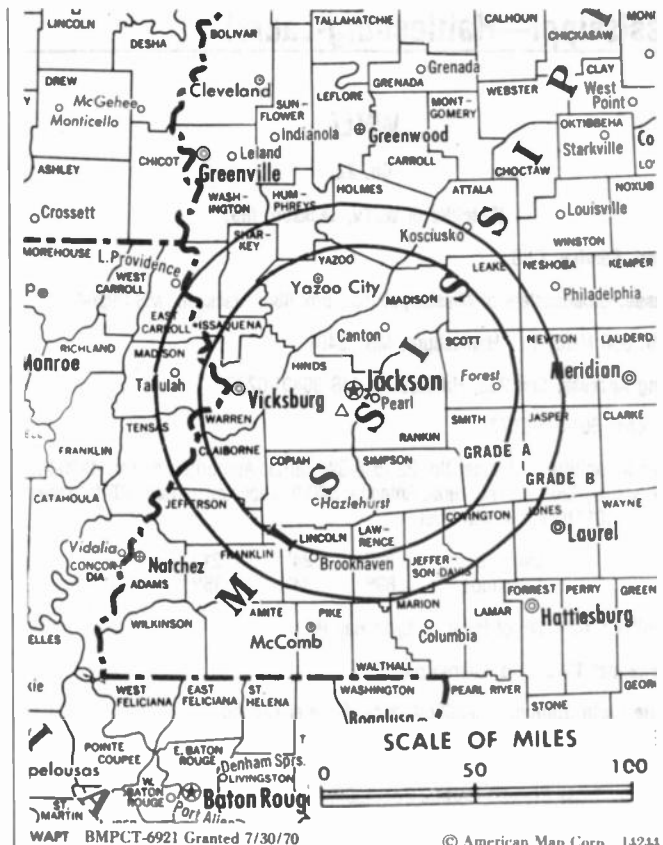 LINCOLN
DESHA
BOLIVAR
TALLAHATCHIE
CALHOUN
CHICKASAW
DREW
McGehee
Monticello
Cleveland
SUN-
FLOWER
LEFLORE
GRENADA
Grenada
MONT-
GOMERY
WEBSTER
CLAY
West
Point
P
ASHLEY
CHICOT
Leland
Indianola
Greenwood
CARROLL
OKTIBBEHA
Starkville
CHOCTAW
I
Greenville
WASH-
INGTON
HUM-
PHREYS
HOLMES
ATTALA
NOXUB
Crossett
Louisville
WINSTON
Kosciusko
S
MOREHOUSE
L. Providence
WEST
CARROLL
SHAR-
KEY
YAZOO
Yazoo City
LEAKE
NESHOBA
KEMPER
Philadelphia
S
EAST
CARROLL
ISSAQUENA
MADISON
Canton
RICHLAND
Monroe
MADISON
Tallulah
HINDS
SCOTT
NEWTON
LAUDERD.
I
Jackson
Pearl
Forest
Meridion
Vicksburg
TENSAS
WARREN
S
RANKIN
SMITH
JASPER
CLARKE
FRANKLIN
CLAIBORNE
COPIAH
SIMPSON
GRADE A
GRADE B
CATAHOULA
JEFFERSON
S
Hazlehurst
COVINGTON
JONES
WAYNE
Laurel
Vidalia
CONCOR-
DIA
Natchez
ADAMS
FRANKLIN
LINCOLN
Brookhaven
LAW-
RENCE
JEFFER-
SON DAVIS
I
M
WILKINSON
AMITE
PIKE
McComb
MARION
Columbia
LAMAR
FORREST
PERRY
GREEN
Hattiesburg
ELLES
WALTHALL
WEST
FELICIANA
EAST
FELICIANA
ST.
HELENA
WASHINGTON
Bogalusa
PEARL RIVER
STONE
GEOR
POINTE
COUPEE
E. BATON
ROUGE
Denham Sprs.
LIVINGSTON
pelousas
W.
BATON
ROUGE
Port Allen
Baton Roug
ST.
MARTIN
A
SCALE OF MILES
0 50 100
WAPT BMPCT-6921 Granted 7/30/70
© American Map Corp. 14244